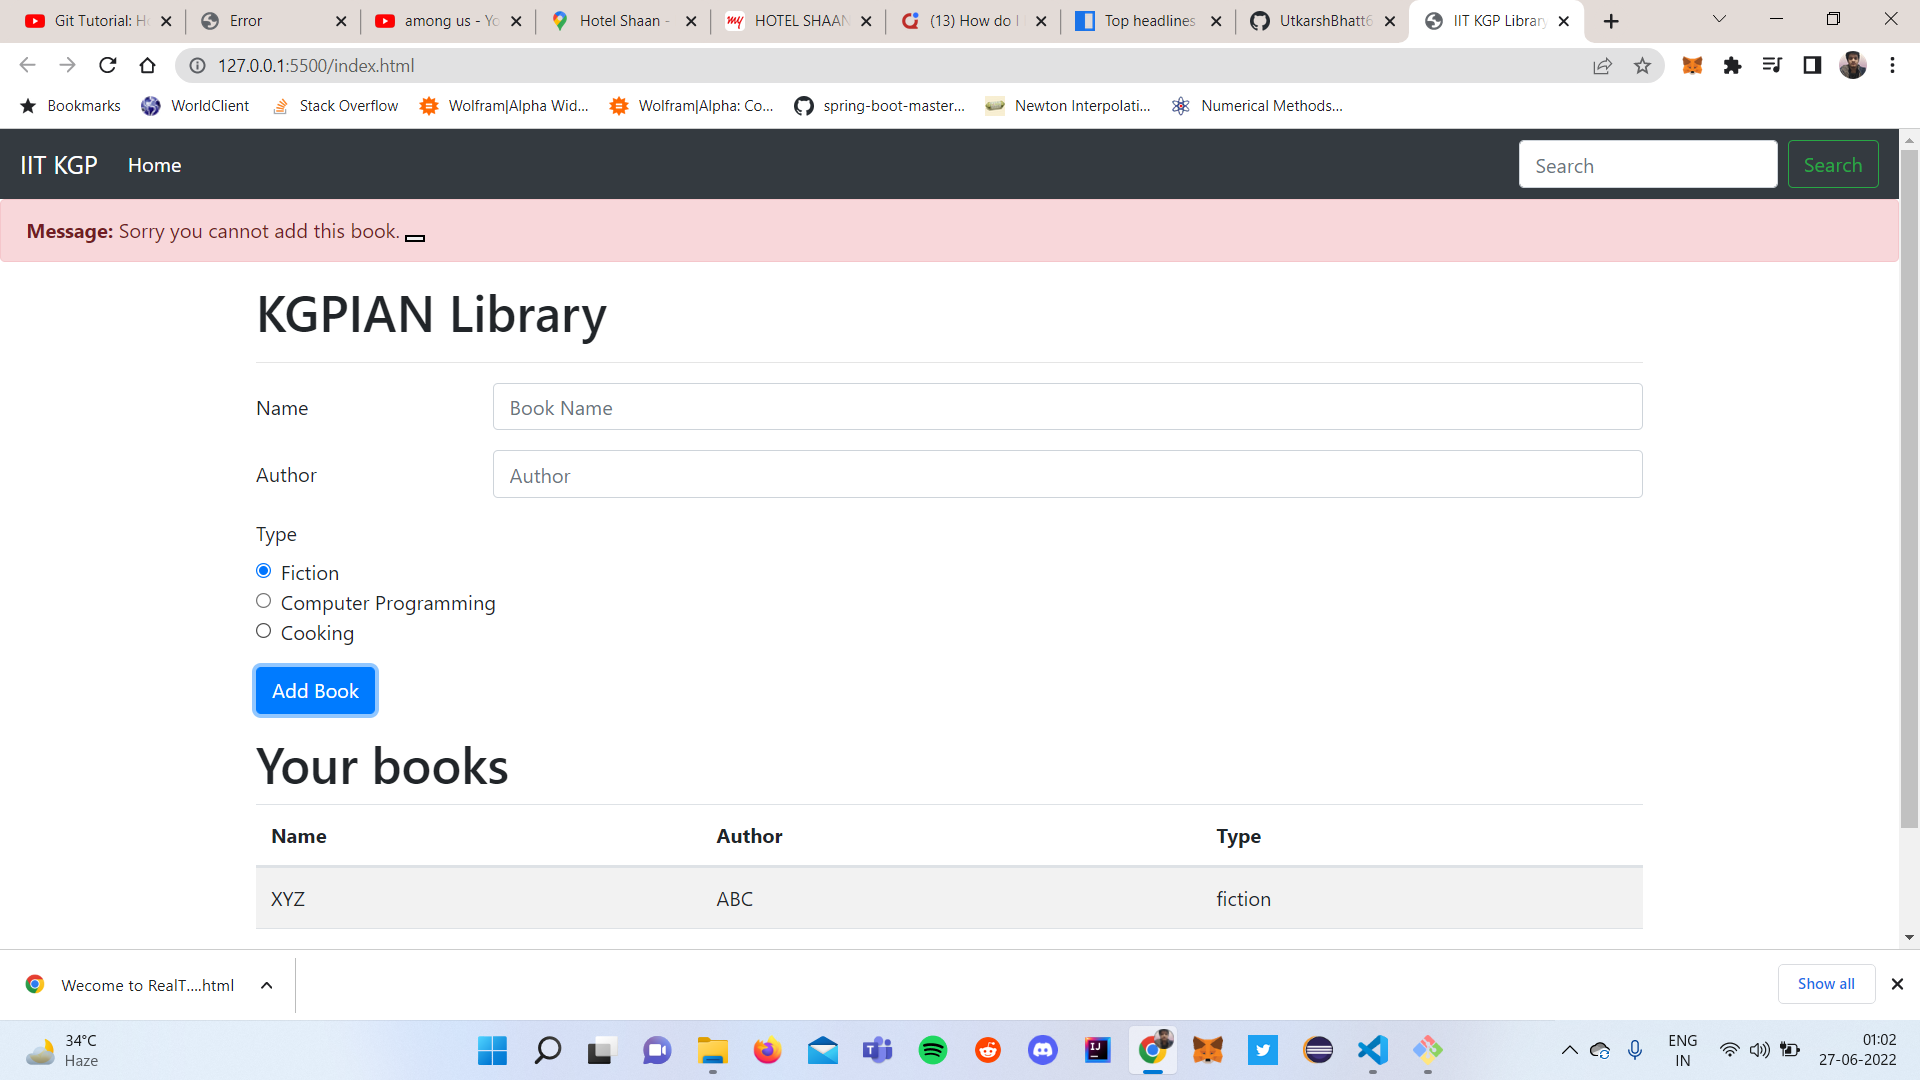 Git Tutorial: H
Error
among us - Yo
Hotel Shaan -
my HOTEL SHAAN
(13) How do I
Top headlines
UtkarshBhatt6
IIT KGP Library
127.0.0.1:5500/index.html
Bookmarks
WorldClient
Stack Overflow
Wolfram|Alpha Wid...
Wolfram|Alpha: Co...
spring-boot-master...
Newton Interpolati...
Numerical Methods...
IIT KGP
Home
Search
Search
Message: Sorry you cannot add this book.
KGPIAN Library
Name
Book Name
Author
Author
Type
Fiction
Computer Programming
Cooking
Add Book
Your books
Name Author Type
XYZ ABC fiction
Wecome to RealT....html
Show all
34°C
Haze
ENG
IN
01:02
27-06-2022